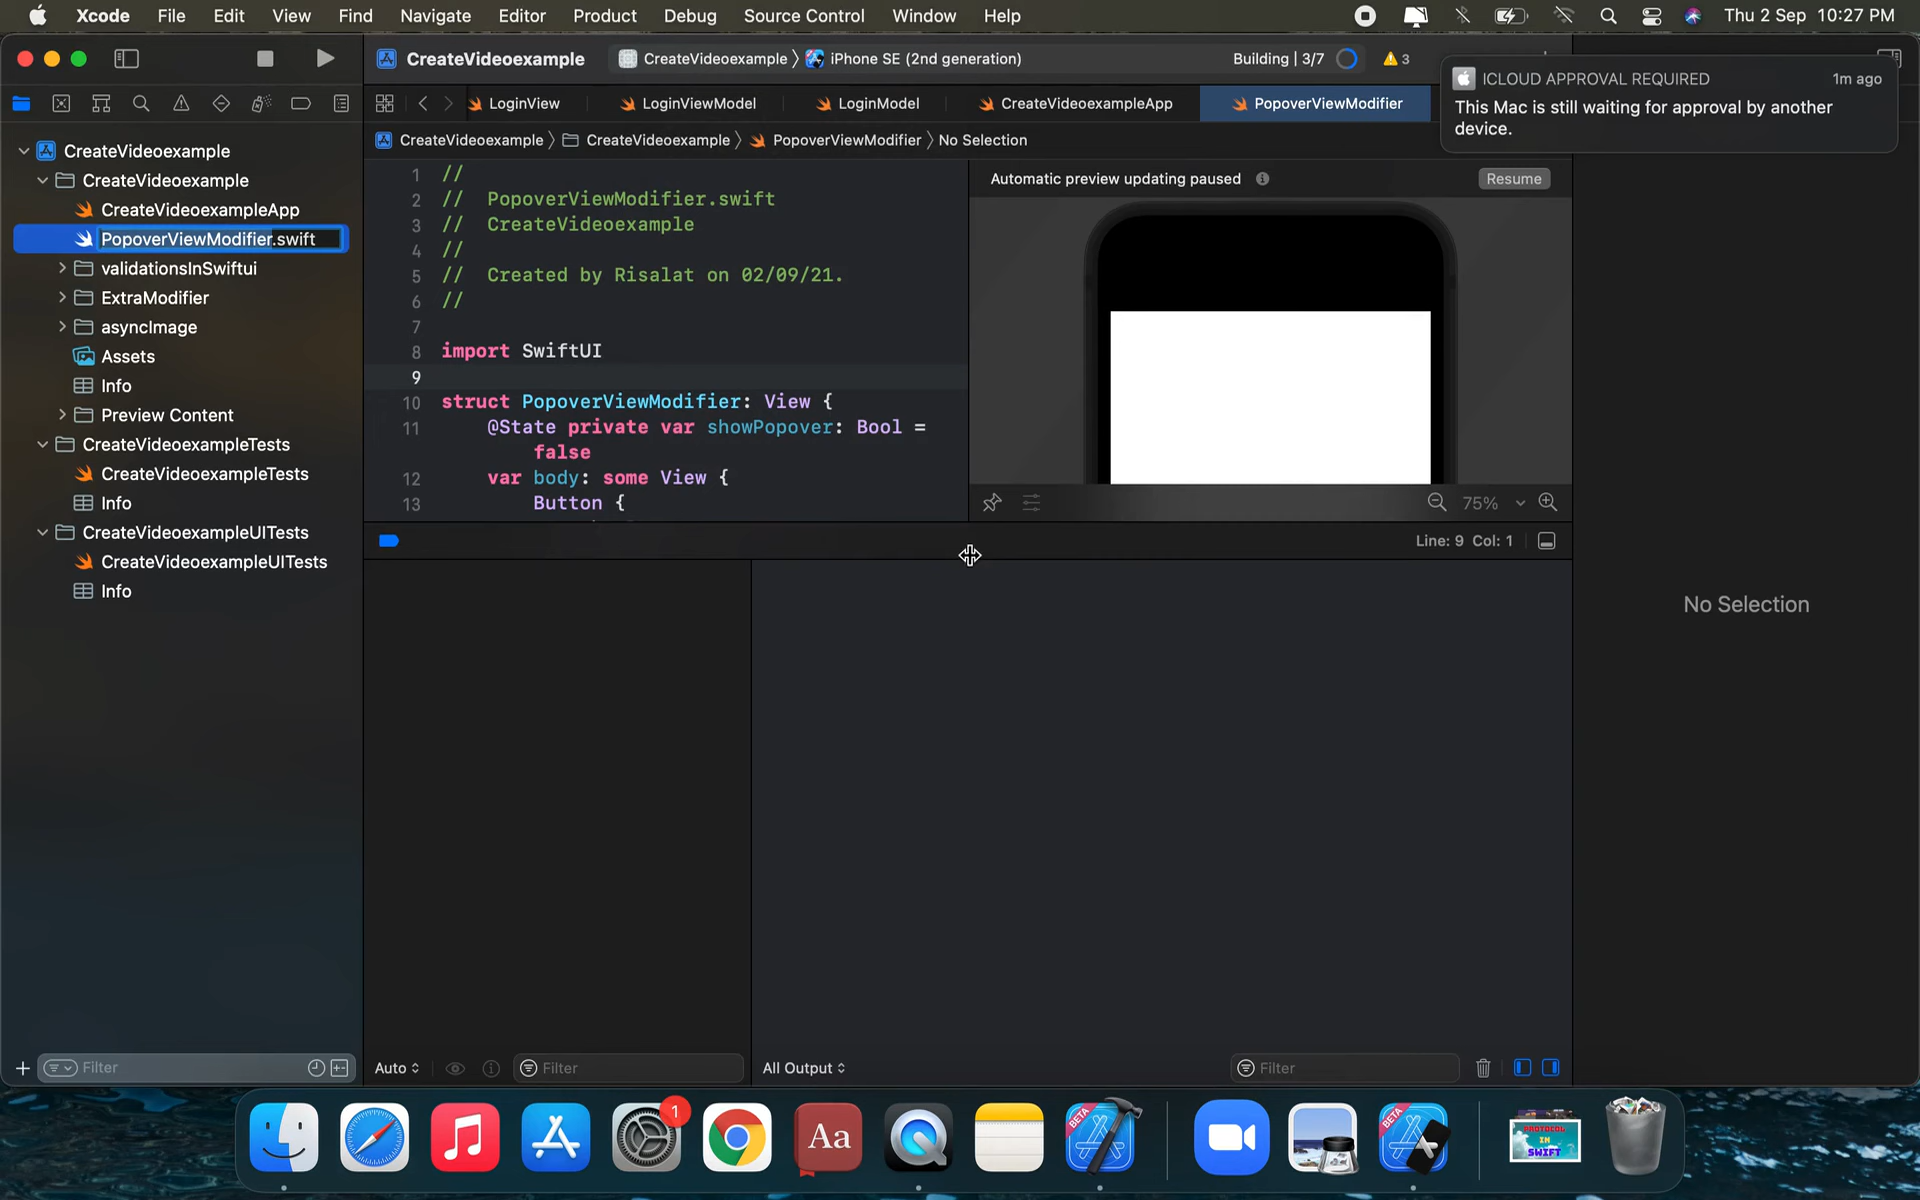 Xcode File Edit View Find Navigate Editor Product Debug Source Control Window Help Thu 2 Sep 10:27 PM
CreateVideoexample CreateVideoexample iPhone SE (2nd generation) Building | 3/7 3
ICLOUD APPROVAL REQUIRED 1m ago
This Mac is still waiting for approval by another
device.
LoginView LoginViewModel LoginModel CreateVideoexampleApp PopoverViewModifier
CreateVideoexample CreateVideoexample PopoverViewModifier No Selection
CreateVideoexample
CreateVideoexample
CreateVideoexampleApp
PopoverViewModifier.swift
validationsInSwiftui
ExtraModifier
asyncImage
Assets
Info
Preview Content
CreateVideoexampleTests
CreateVideoexampleTests
Info
CreateVideoexampleUITests
CreateVideoexampleUITests
Info
1 //
2 // PopoverViewModifier.swift
3 // CreateVideoexample
4 //
5 // Created by Risalat on 02/09/21.
6 //
7
8 import SwiftUI
9
10 struct PopoverViewModifier: View {
11 @State private var showPopover: Bool =
false
12 var body: some View {
13 Button {
Automatic preview updating paused Resume
75%
Line: 9 Col: 1
No Selection
Filter
Auto Filter
All Output Filter
1
BETA
BETA
Aa
PROTOCOL
IN
SWIFT